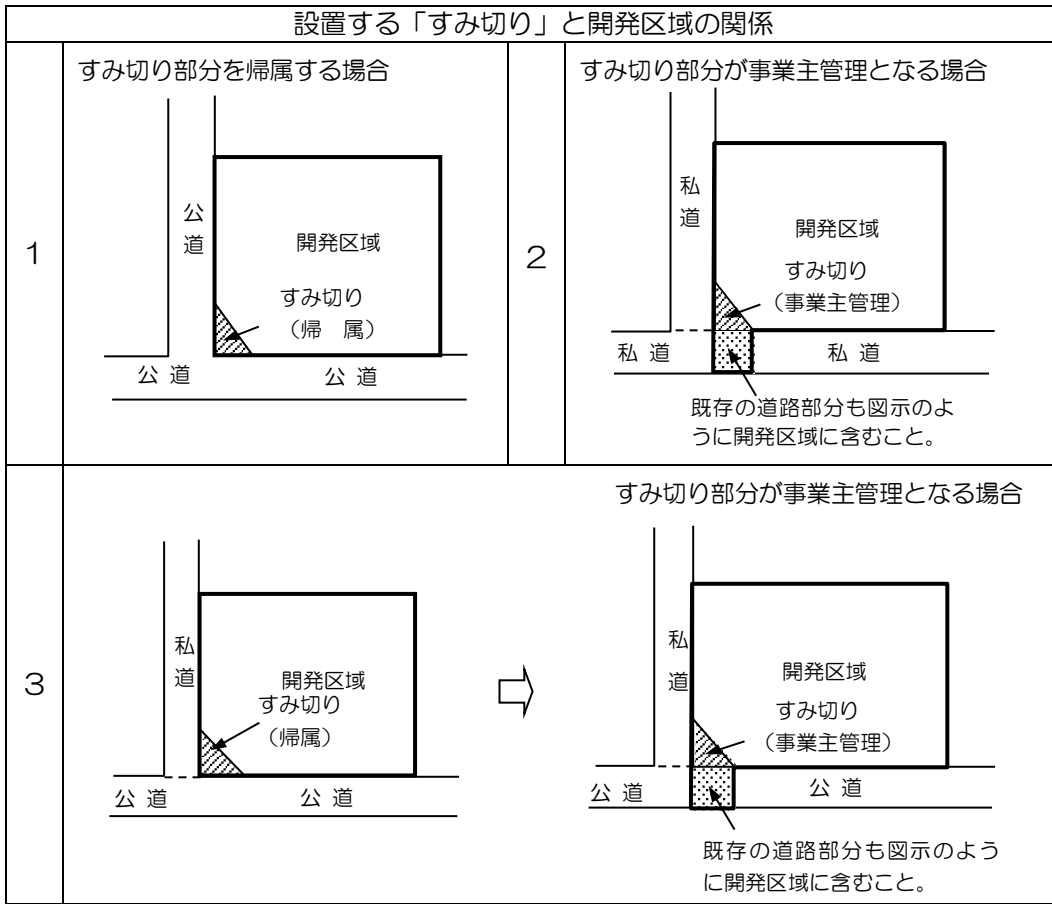 設置する「すみ切り」と開発区域の関係
1
すみ切り部分を帰属する場合
公
道
開発区域
すみ切り
（帰　属）
公 道
公 道
2
すみ切り部分が事業主管理となる場合
私
道
開発区域
すみ切り
（事業主管理）
私 道
私 道
既存の道路部分も図示のよ
うに開発区域に含むこと。
3
私
道
開発区域
すみ切り
（帰属）
公 道
公 道
すみ切り部分が事業主管理となる場合
私
道
開発区域
すみ切り
（事業主管理）
公 道
公 道
既存の道路部分も図示のよう
に開発区域に含むこと。